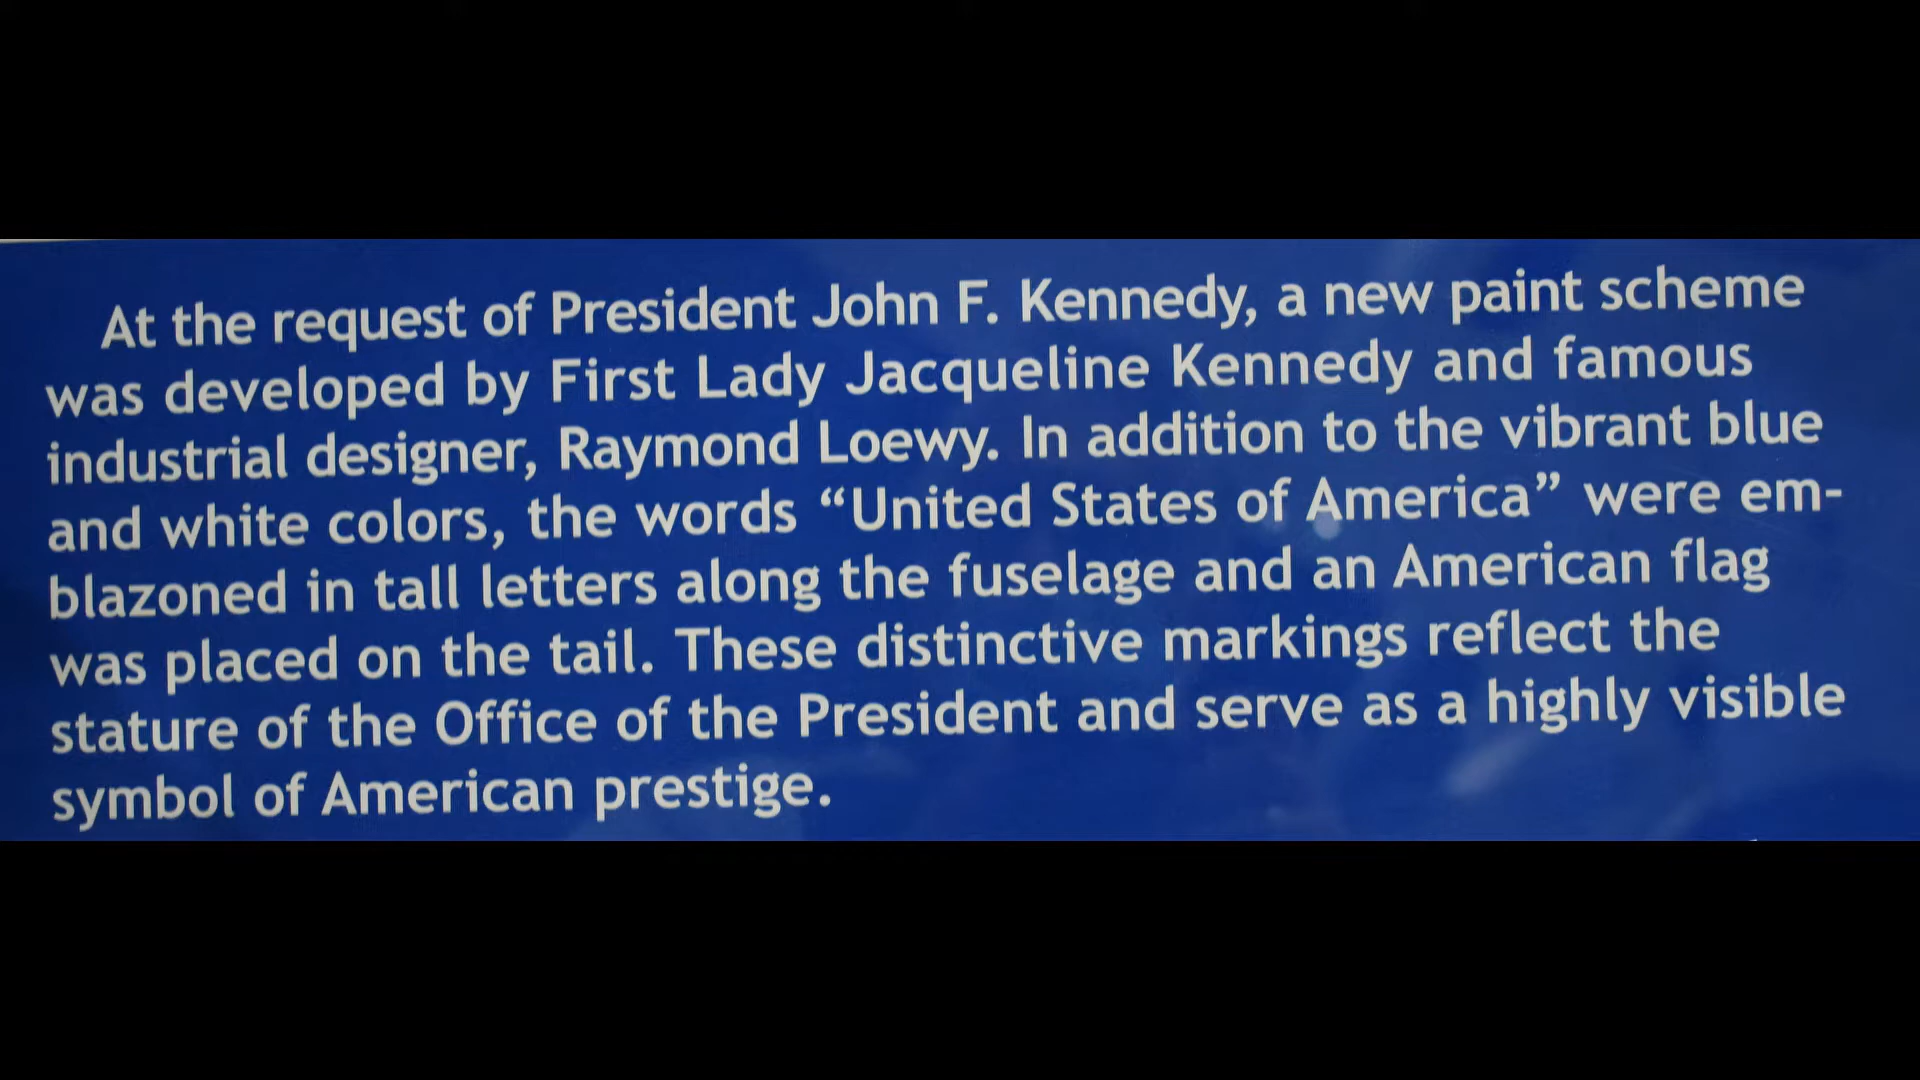 At the request of President John F. Kennedy, a new paint scheme
was developed by First Lady Jacqueline Kennedy and famous
industrial designer, Raymond Loewy. In addition to the vibrant blue
and white colors, the words “United States of America” were em-
blazoned in tall letters along the fuselage and an American flag
was placed on the tail. These distinctive markings reflect the
stature of the Office of the President and serve as a highly visible
symbol of American prestige.